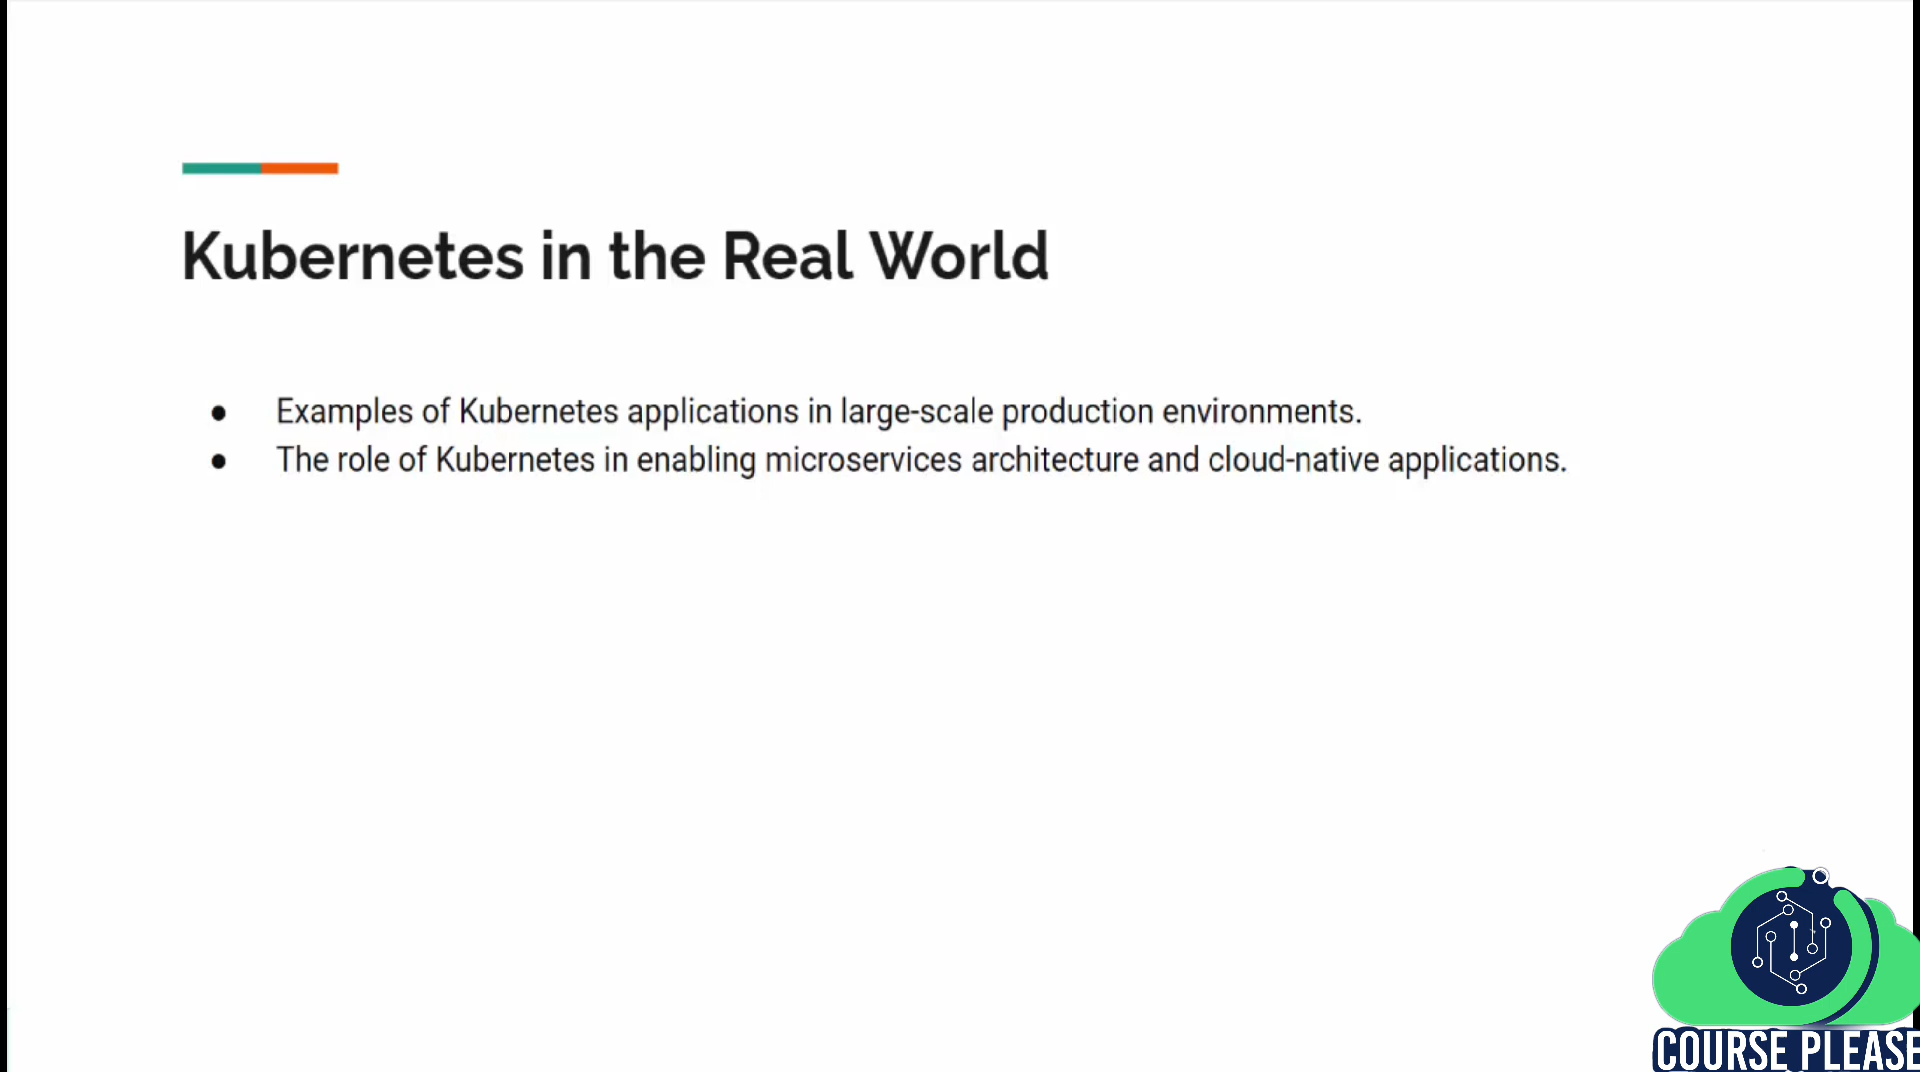 Kubernetes in the Real World
● Examples of Kubernetes applications in large-scale production environments.
● The role of Kubernetes in enabling microservices architecture and cloud-native applications.
COURSE PLEASE